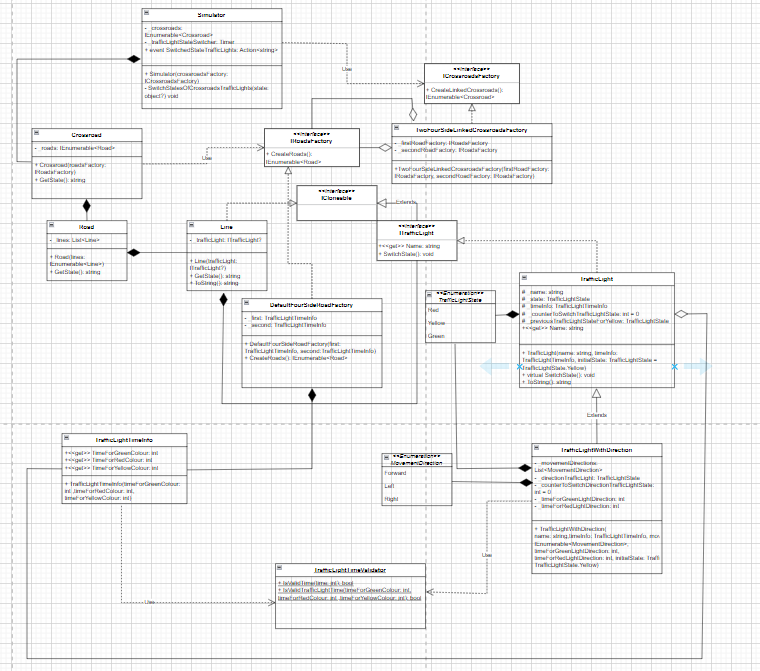 Simulator
- _crossroads:
IEnumerable<Crossroad>
- _trafficLightStateSwitcher: Timer
+ event SwitchedStateTrafficLights: Action<string>
+ Simulator(crossroadsFactory:
ICrossroadsFactory)
- SwitchStatesOfCrossroadsTrafficLights(state:
object?) void
Use
<<Interface>>
ICrossroadsFactory
+ CreateLinkedCrossroads():
IEnumerable<Crossroad>
Crossroad
- _roads: IEnumerable<Road>
+ Crossroad(roadsFactory:
IRoadsFactory)
+ GetState(): string
Use
<<Interface>>
IRoadsFactory
+ CreateRoads():
IEnumerable<Road>
TwoFourSideLinkedCrossroadsFactory
- _firstRoadFactory: IRoadsFactory
- _secondRoadFactory: IRoadsFactory
+TwoFourSideLinkedCrossroadsFactory(firstRoadFactory:
IRoadsFactory, secondRoadFactory: IRoadsFactory)
<<Interface>>
ICloneable
Extends
Road
- _lines: List<Line>
+ Road(lines:
IEnumerable<Line>)
+ GetState(): string
Line
- _trafficLight: ITrafficLight?
+ Line(trafficLight:
ITrafficLight?)
+ GetState(): string
+ ToString(): string
<<Interface>>
ITrafficLight
+<<get>> Name: string
+ SwitchState(): void
TrafficLight
# _name: string
# _state: TrafficLightState
# _timeInfo: TrafficLightTimeInfo
# _counterToSwitchTrafficLightState: int = 0
# _previousTrafficLightStateForYellow: TrafficLightState
+<<get>> Name: string
+ TrafficLight(name: string, timeInfo:
TrafficLightTimeInfo, initialState: TrafficLightState =
TrafficLightState.Yellow)
+ virtual SwitchState(): void
+ ToString(): string
<<Enumeration>>
TrafficLightState
Red
Yellow
Green
DefaultFourSideRoadFactory
- _first: TrafficLightTimeInfo
- _second: TrafficLightTimeInfo
+ DefaultFourSideRoadFactory(first:
TrafficLightTimeInfo, second: TrafficLightTimeInfo)
+ CreateRoads(): IEnumerable<Road>
Extends
TrafficLightTimeInfo
+<<get>> TimeForGreenColour: int
+<<get>> TimeForRedColour: int
+<<get>> TimeForYellowColour: int
+ TrafficLightTimeInfo(timeForGreenColour:
int ,timeForRedColour: int,
timeForYellowColour: int)
<<Enumeration>>
MovementDirection
Forward
Left
Right
TrafficLightWithDirection
- _movementDirections:
List<MovementDirection>
- _directionTrafficLight: TrafficLightState
- _counterToSwitchDirectionTrafficLightState:
int = 0
- _timeForGreenLightDirection: int
- _timeForRedLightDirection: int
+ TrafficLightWithDirection(
name: string,timeInfo: TrafficLightTimeInfo, mo
IEnumerable<MovementDirection>,
timeForGreenLightDirection: int,
timeForRedLightDirection: int, initialState: Traffi
TrafficLightState.Yellow)
Use
TrafficLightTimeValidator
+ IsValidTime(time: int): bool
+ IsValidTrafficLightTime(timeForGreenColour: int,
timeForRedColour: int ,timeForYellowColour: int): bool
Use